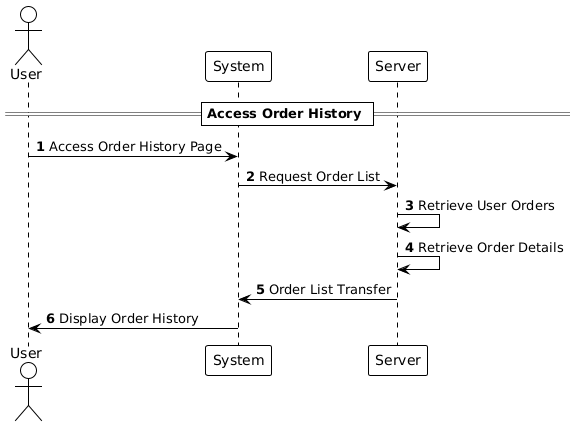 User
System
Server
Access Order History
1 Access Order History Page
2 Request Order List
3 Retrieve User Orders
4 Retrieve Order Details
5 Order List Transfer
6 Display Order History
User
System
Server